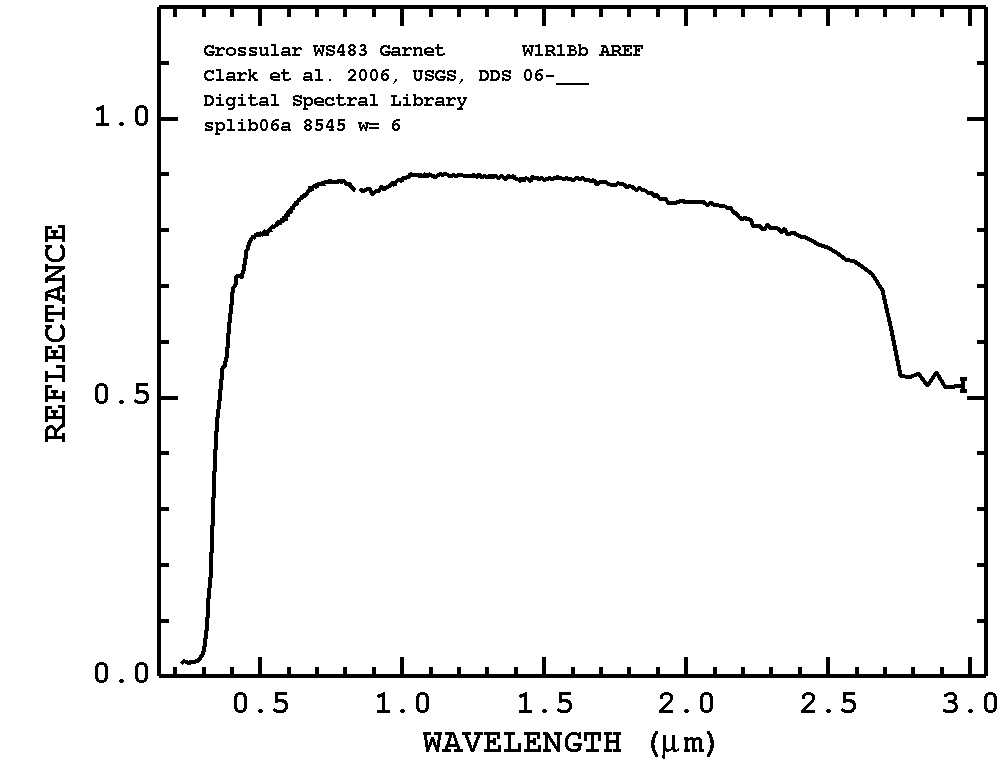 Grossular WS483 Garnet W1R1Bb AREF
Clark et al. 2006, USGS, DDS 06-___
Digital Spectral Library
splib06a 8545 w= 6
1.0
0.5
0.0
REFLECTANCE
0.5 1.0 1.5 2.0 2.5 3.0
WAVELENGTH (μm)